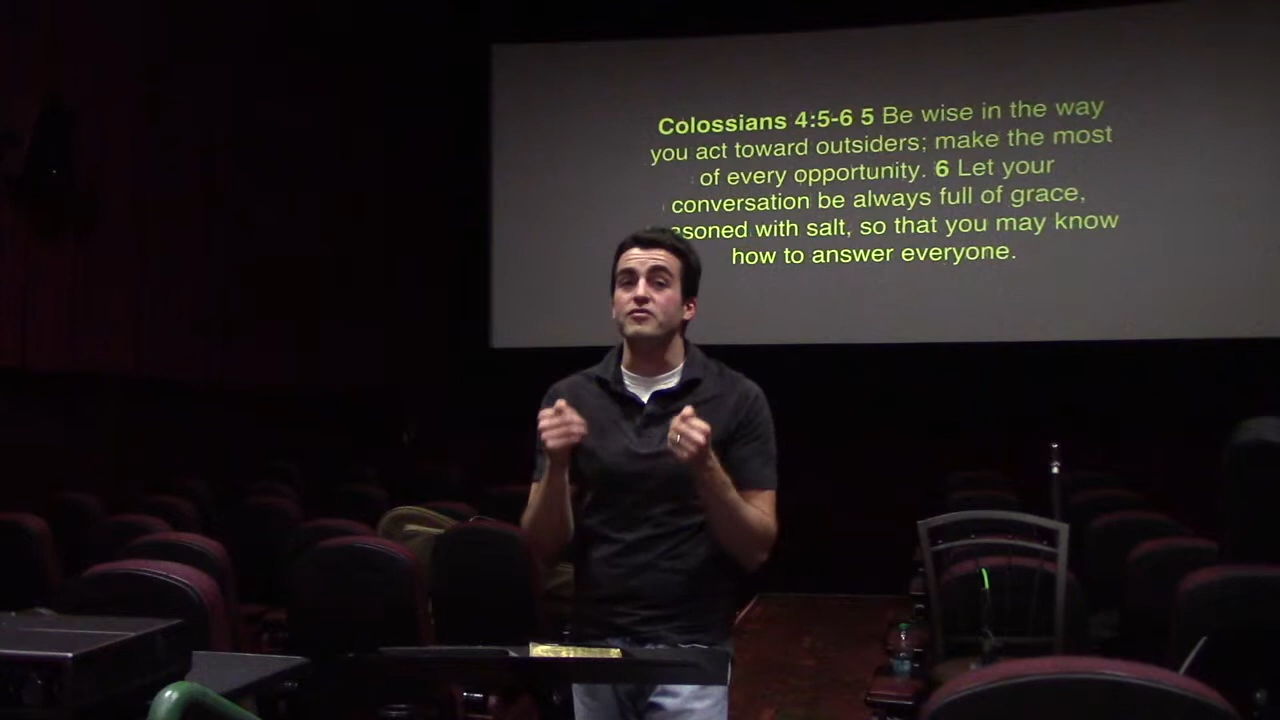 Colossians 4:5-6 5 Be wise in the way
you act toward outsiders; make the most
of every opportunity. 6 Let your
conversation be always full of grace,
with salt, so that you may know
how to answer everyone.